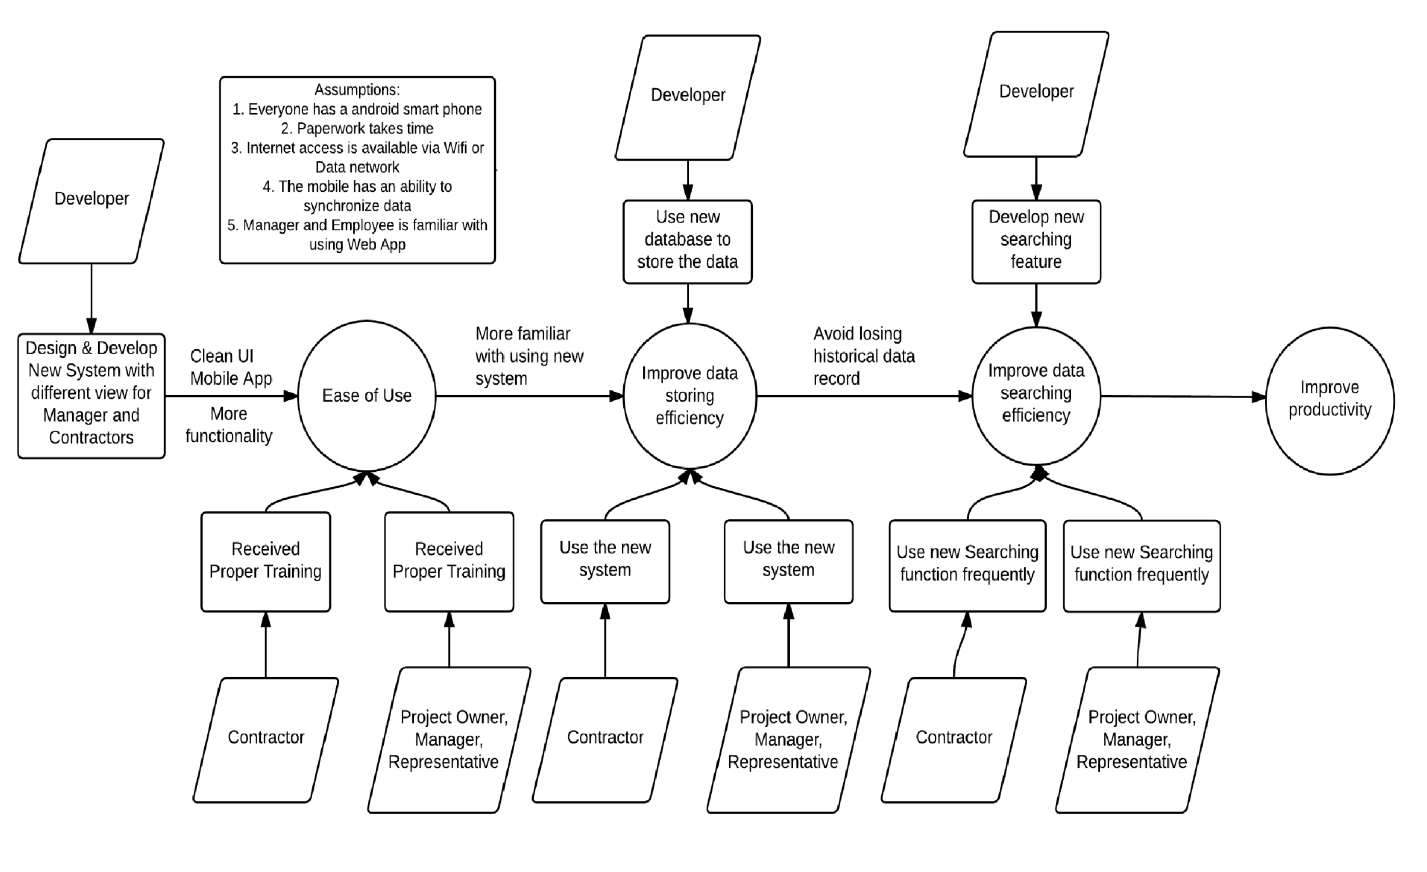 Developer
Developer
Assumptions:
1. Everyone has a android smart phone
2. Paperwork takes time
3. Internet access is available via Wifi or
Data network
4. The mobile has an ability to
synchronize data
5. Manager and Employee is familiar with
using Web App
Developer
Use new
database to
store the data
Develop new
searching
feature
Design & Develop
New System with
different view for
Manager and
Contractors
Clean UI
Mobile App
More
functionality
Ease of Use
More familiar
with using new
system
Improve data
storing
efficiency
Avoid losing
historical data
record
Improve data
searching
efficiency
Improve
productivity
Received
Proper Training
Received
Proper Training
Use the new
system
Use the new
system
Use new Searching
function frequently
Use new Searching
function frequently
Contractor
Project Owner,
Manager,
Representative
Contractor
Project Owner,
Manager,
Representative
Contractor
Project Owner,
Manager,
Representative